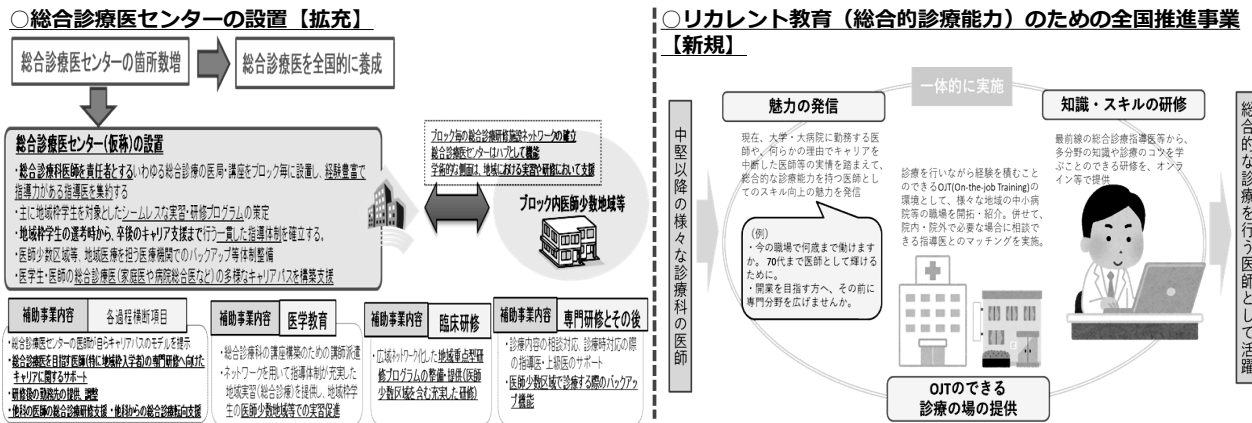 ○総合診療医センターの設置【拡充】
総合診療医センターの箇所数増
総合診療医を全国的に養成
総合診療医センター(仮称)の設置
・総合診療科医師を責任者とするいわゆる総合診療の医局・講座をブロック毎に設置し、経験豊富で
指導力がある指導医を集約する
・主に地域枠学生を対象としたシームレスな実習・研修プログラムの策定
・地域枠学生の選考時から、卒後のキャリア支援まで行う一貫した指導体制を確立する。
・医師少数区域等、地域医療を担う医療機関でのバックアップ等体制整備
・医学生・医師の総合診療医(家庭医や病院総合医など)の多様なキャリアパスを構築支援
ブロック毎の総合診療研修施設ネットワークの確立
総合診療医センターはハブとして機能
学術的な側面は、地域における実習や研修において支援
ブロック内医師少数地域等
補助事業内容
各過程横断項目
・総合診療医センターの医師が自らキャリアパスのモデルを提示
・総合診療医を目指す医師(特に地域枠入学者)の専門研修へ向けた
キャリアに関するサポート
・研修後の勤務先の提供、調整
・他科の医師の総合診療研修支援・他科からの総合診療転向支援
補助事業内容
医学教育
・総合診療科の講座構築のための講師派遣
・ネットワークを用いて指導体制が充実した
地域実習(総合診療)を提供し、地域枠学
生の医師少数地域等での実習促進
補助事業内容
臨床研修
・広域ネットワーク化した地域重点型研
修プログラムの整備・提供(医師
少数区域を含む充実した研修)
補助事業内容
専門研修とその後
・診療内容の相談対応、診療時対応の際
の指導医・上級医のサポート
・医師少数区域で診療する際のバックアッ
プ機能
○リカレント教育（総合的診療能力）のための全国推進事業
【新規】
中堅以降の様々な診療科の医師
一体的に実施
魅力の発信
現在、大学・大病院に勤務する医
師や、何らかの理由でキャリアを
中断した医師等の実情を踏まえて、
総合的な診療能力を持つ医師とし
てのスキル向上の魅力を発信
（例）
・今の職場で何歳まで働けます
か。70代まで医師として輝ける
ために。
・開業を目指す方へ、その前に
専門分野を広げませんか。
知識・スキルの研修
最前線の総合診療指導医等から、
多分野の知識や診療のコツを学
ぶことのできる研修を、オンラ
イン等で提供
診療を行いながら経験を積むこと
のできるOJT(On-the-job Training)の
環境として、様々な地域の中小病
院等の職場を開拓・紹介。併せて、
院内・院外で必要な場合に相談で
きる指導医とのマッチングを実施。
OJTのできる
診療の場の提供
総合的な診療を行う医師として活躍